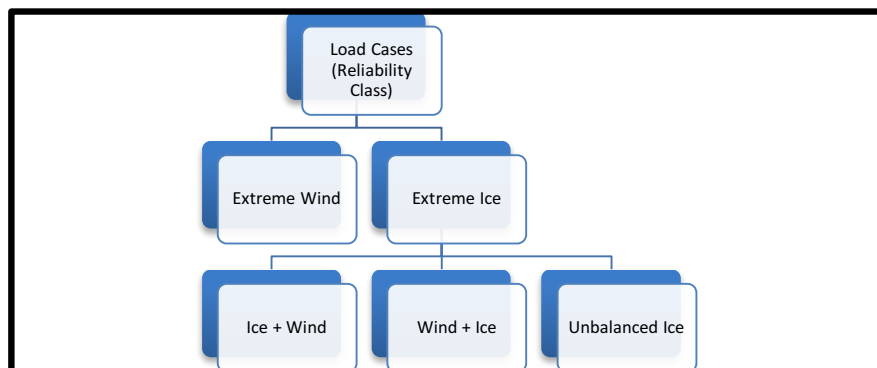 Load Cases
(Reliability
Class)
Extreme Wind
Extreme Ice
Ice + Wind
Wind + Ice
Unbalanced Ice